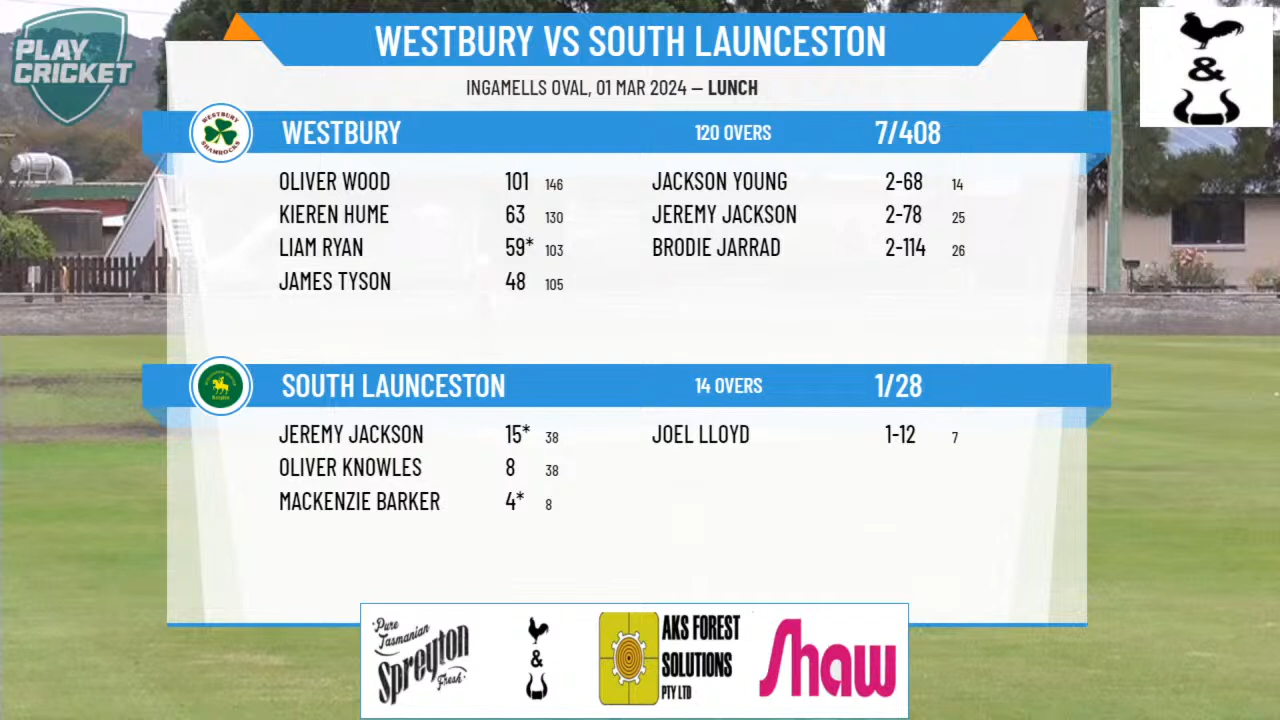 PLAY CRICKET
WESTBURY VS SOUTH LAUNCESTON
&
INGAMELLS OVAL, 01 MAR 2024 – LUNCH
WESTBURY SHAMROCKS
WESTBURY 120 OVERS 7/408
OLIVER WOOD 101 146 JACKSON YOUNG 2-68 14
KIEREN HUME 63 130 JEREMY JACKSON 2-78 25
LIAM RYAN 59* 103 BRODIE JARRAD 2-114 26
JAMES TYSON 48 105
SOUTH LAUNCESTON 14 OVERS 1/28
JEREMY JACKSON 15* 38 JOEL LLOYD 1-12 7
OLIVER KNOWLES 8 38
MACKENZIE BARKER 4* 8
Pure
Tasmanian
Spreyton
Fresh
&
AKS FOREST
SOLUTIONS
PTY LTD
Shaw